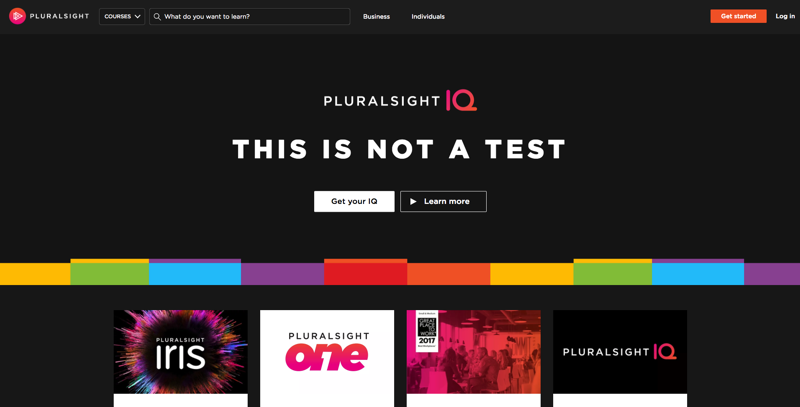 PLURALSIGHT
COURSES
What do you want to learn?
Business
Individuals
Get started
Log in
PLURALSIGHT IQ
THIS IS NOT A TEST
Get your IQ
Learn more
PLURALSIGHT
iris
PLURALSIGHT
one
GREAT
PLACE
TO
WORK
2017
PLURALSIGHT IQ